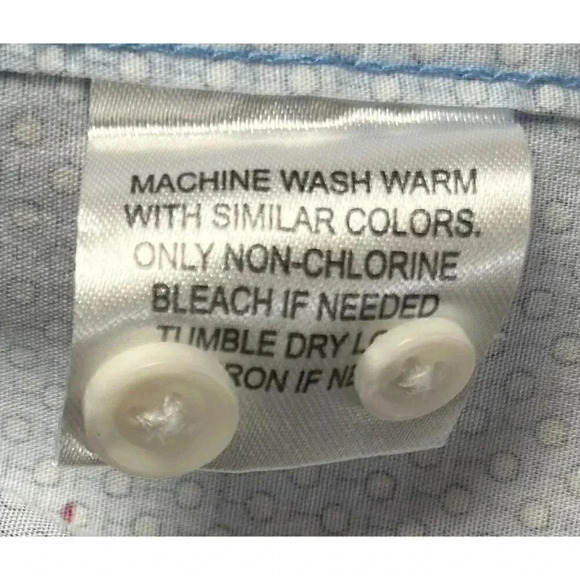 MACHINE WASH WARM
WITH SIMILAR COLORS.
ONLY NON-CHLORINE
BLEACH IF NEEDED
TUMBLE DRY
IF